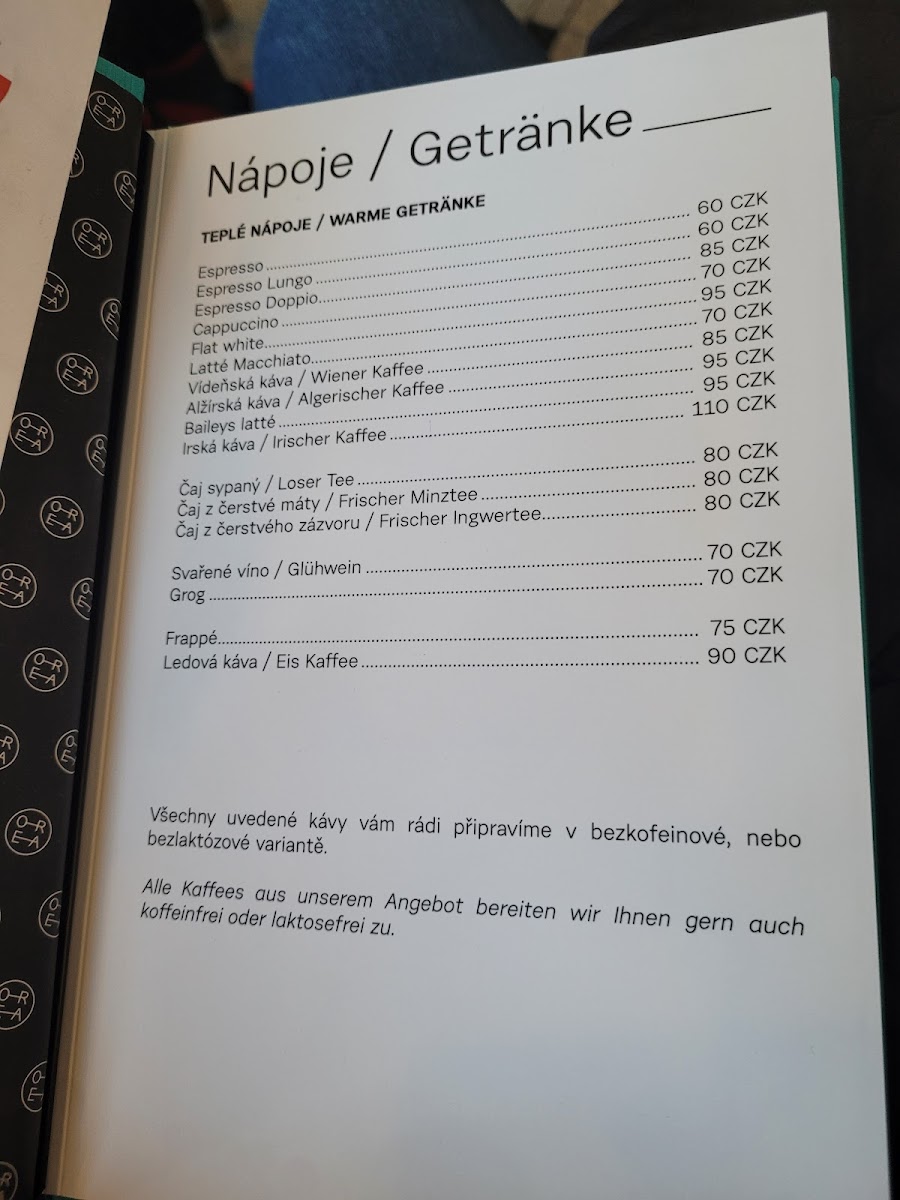 Nápoje / Getränke
TEPLÉ NÁPOJE / WARME GETRÄNKE
Espresso 60 CZK
Espresso Lungo 60 CZK
Espresso Doppio 85 CZK
Cappuccino 70 CZK
Flat white 95 CZK
Latté Macchiato 70 CZK
Vídeňská káva / Wiener Kaffee 85 CZK
Alžírská káva / Algerischer Kaffee 95 CZK
Baileys latté 95 CZK
Irská káva / Irischer Kaffee 110 CZK
Čaj sypaný / Loser Tee 80 CZK
Čaj z čerstvé máty / Frischer Minztee 80 CZK
Čaj z čerstvého zázvoru / Frischer Ingwertee 80 CZK
Svařené víno / Glühwein 70 CZK
Grog 70 CZK
Frappé 75 CZK
Ledová káva / Eis Kaffee 90 CZK
Všechny uvedené kávy vám rádi připravíme v bezkofeinové, nebo
bezlaktózové variantě.
Alle Kaffees aus unserem Angebot bereiten wir Ihnen gern auch
koffeinfrei oder laktosefrei zu.
OREA